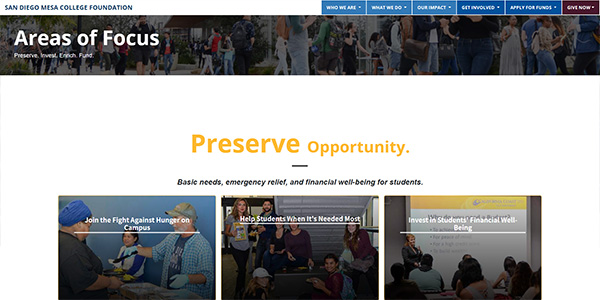 SAN DIEGO MESA COLLEGE FOUNDATION
WHO WE ARE
WHAT WE DO
OUR IMPACT
GET INVOLVED
APPLY FOR FUNDS
GIVE NOW
Areas of Focus
Preserve. Invest. Enrich. Fund.
Preserve Opportunity.
Basic needs, emergency relief, and financial well-being for students.
Join the Fight Against Hunger on
Campus
Help Students When It's Needed Most
Invest in Students' Financial Well-
Being